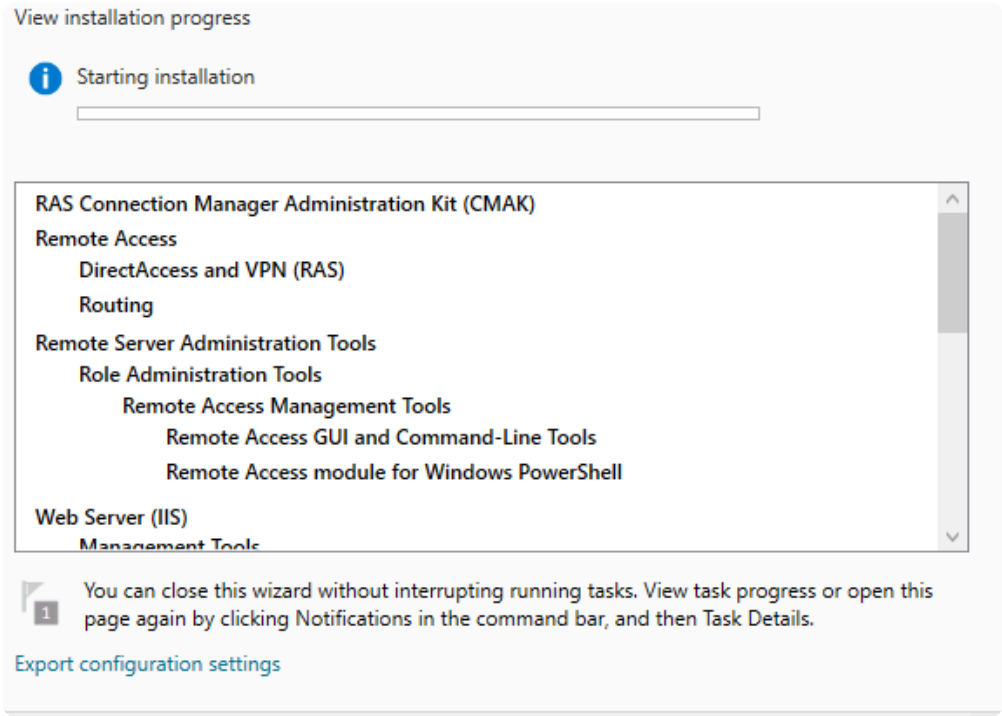 View installation progress
Starting installation
RAS Connection Manager Administration Kit (CMAK)
Remote Access
DirectAccess and VPN (RAS)
Routing
Remote Server Administration Tools
Role Administration Tools
Remote Access Management Tools
Remote Access GUI and Command-Line Tools
Remote Access module for Windows PowerShell
Web Server (IIS)
Management Tools
You can close this wizard without interrupting running tasks. View task progress or open this
1
page again by clicking Notifications in the command bar, and then Task Details.
Export configuration settings